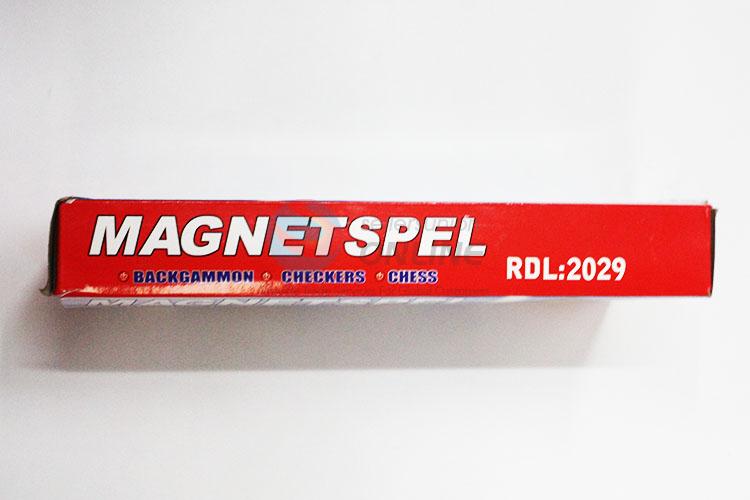 MAGNETSPEL
BACKGAMMON CHECKERS CHESS
RDL:2029